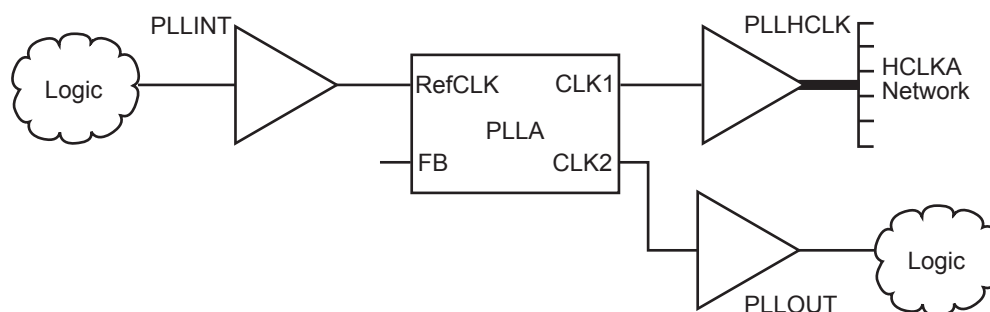 PLLINT
PLLHCLK
Logic
RefCLK
CLK1
HCLKA
Network
PLLA
FB
CLK2
Logic
PLLOUT